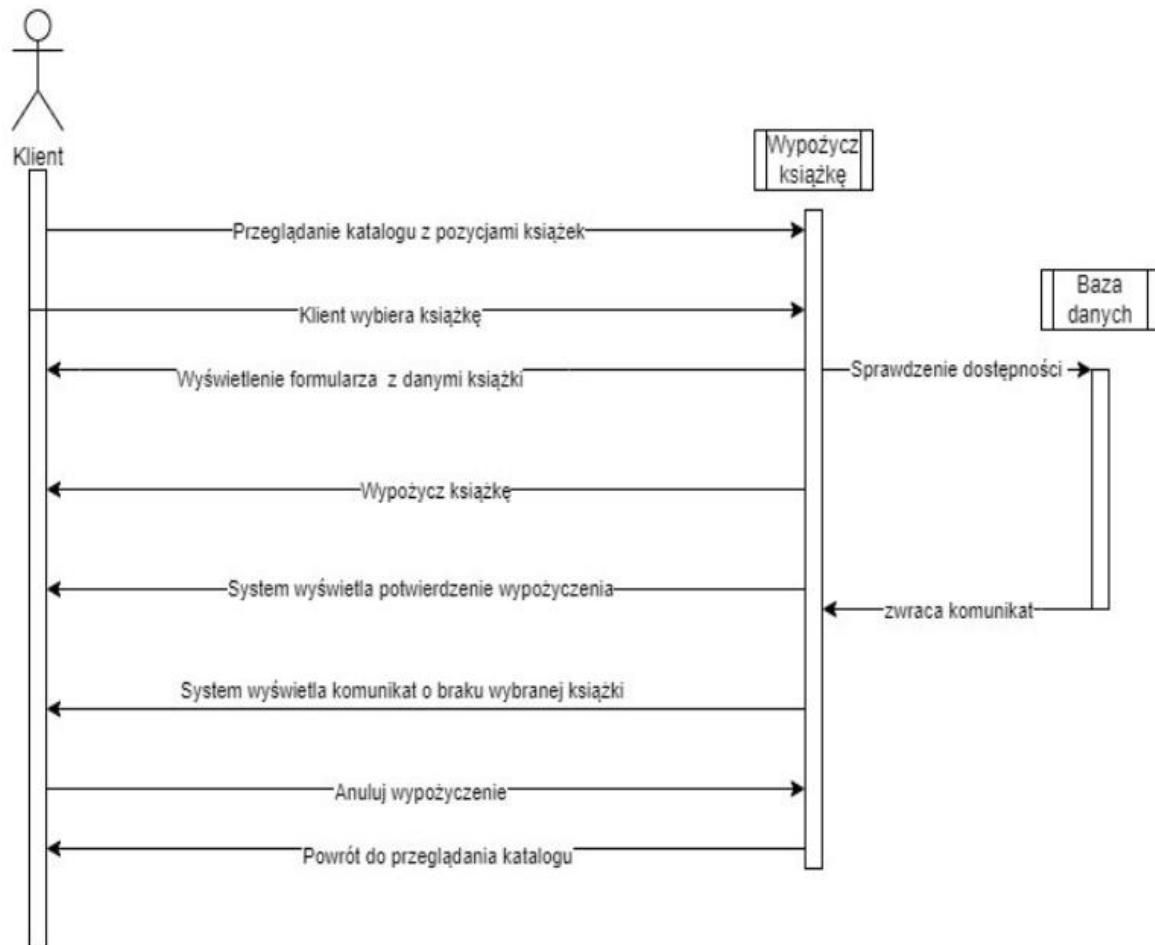 Klient
Wypożycz
książkę
Przeglądanie katalogu z pozycjami książek
Baza
danych
Klient wybiera książkę
Wyświetlenie formularza z danymi książki
Sprawdzenie dostępności
Wypożycz książkę
System wyświetla potwierdzenie wypożyczenia
zwraca komunikat
System wyświetla komunikat o braku wybranej książki
Anuluj wypożyczenie
Powrót do przeglądania katalogu